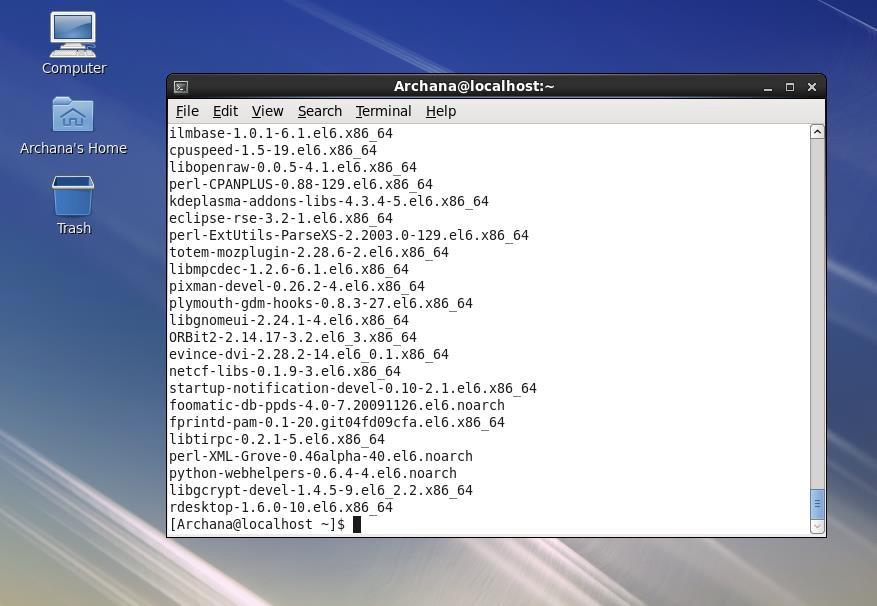 Computer
Archana's Home
Trash
Archana@localhost:~
File Edit View Search Terminal Help
ilmbase-1.0.1-6.1.el6.x86_64
cpuspeed-1.5-19.el6.x86_64
libopenraw-0.0.5-4.1.el6.x86_64
perl-CPANPLUS-0.88-129.el6.x86_64
kdeplasma-addons-libs-4.3.4-5.el6.x86_64
eclipse-rse-3.2-1.el6.x86_64
perl-ExtUtils-ParseXS-2.2003.0-129.el6.x86_64
totem-mozplugin-2.28.6-2.el6.x86_64
libmpcdec-1.2.6-6.1.el6.x86_64
pixman-devel-0.26.2-4.el6.x86_64
plymouth-gdm-hooks-0.8.3-27.el6.x86_64
libgnomeui-2.24.1-4.el6.x86_64
ORBit2-2.14.17-3.2.el6_3.x86_64
evince-dvi-2.28.2-14.el6_0.1.x86_64
netcf-libs-0.1.9-3.el6.x86_64
startup-notification-devel-0.10-2.1.el6.x86_64
foomatic-db-ppds-4.0-7.20091126.el6.noarch
fprintd-pam-0.1-20.git04fd09cfa.el6.x86_64
libtirpc-0.2.1-5.el6.x86_64
perl-XML-Grove-0.46alpha-40.el6.noarch
python-webhelpers-0.6.4-4.el6.noarch
libgcrypt-devel-1.4.5-9.el6_2.2.x86_64
rdesktop-1.6.0-10.el6.x86_64
[Archana@localhost ~]$